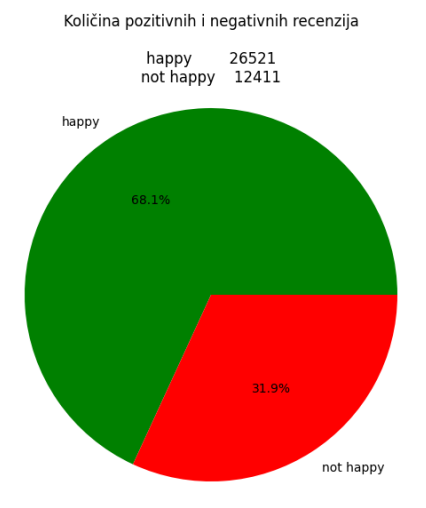 Količina pozitivnih i negativnih recenzija
happy 26521
not happy 12411
happy
68.1%
31.9%
not happy